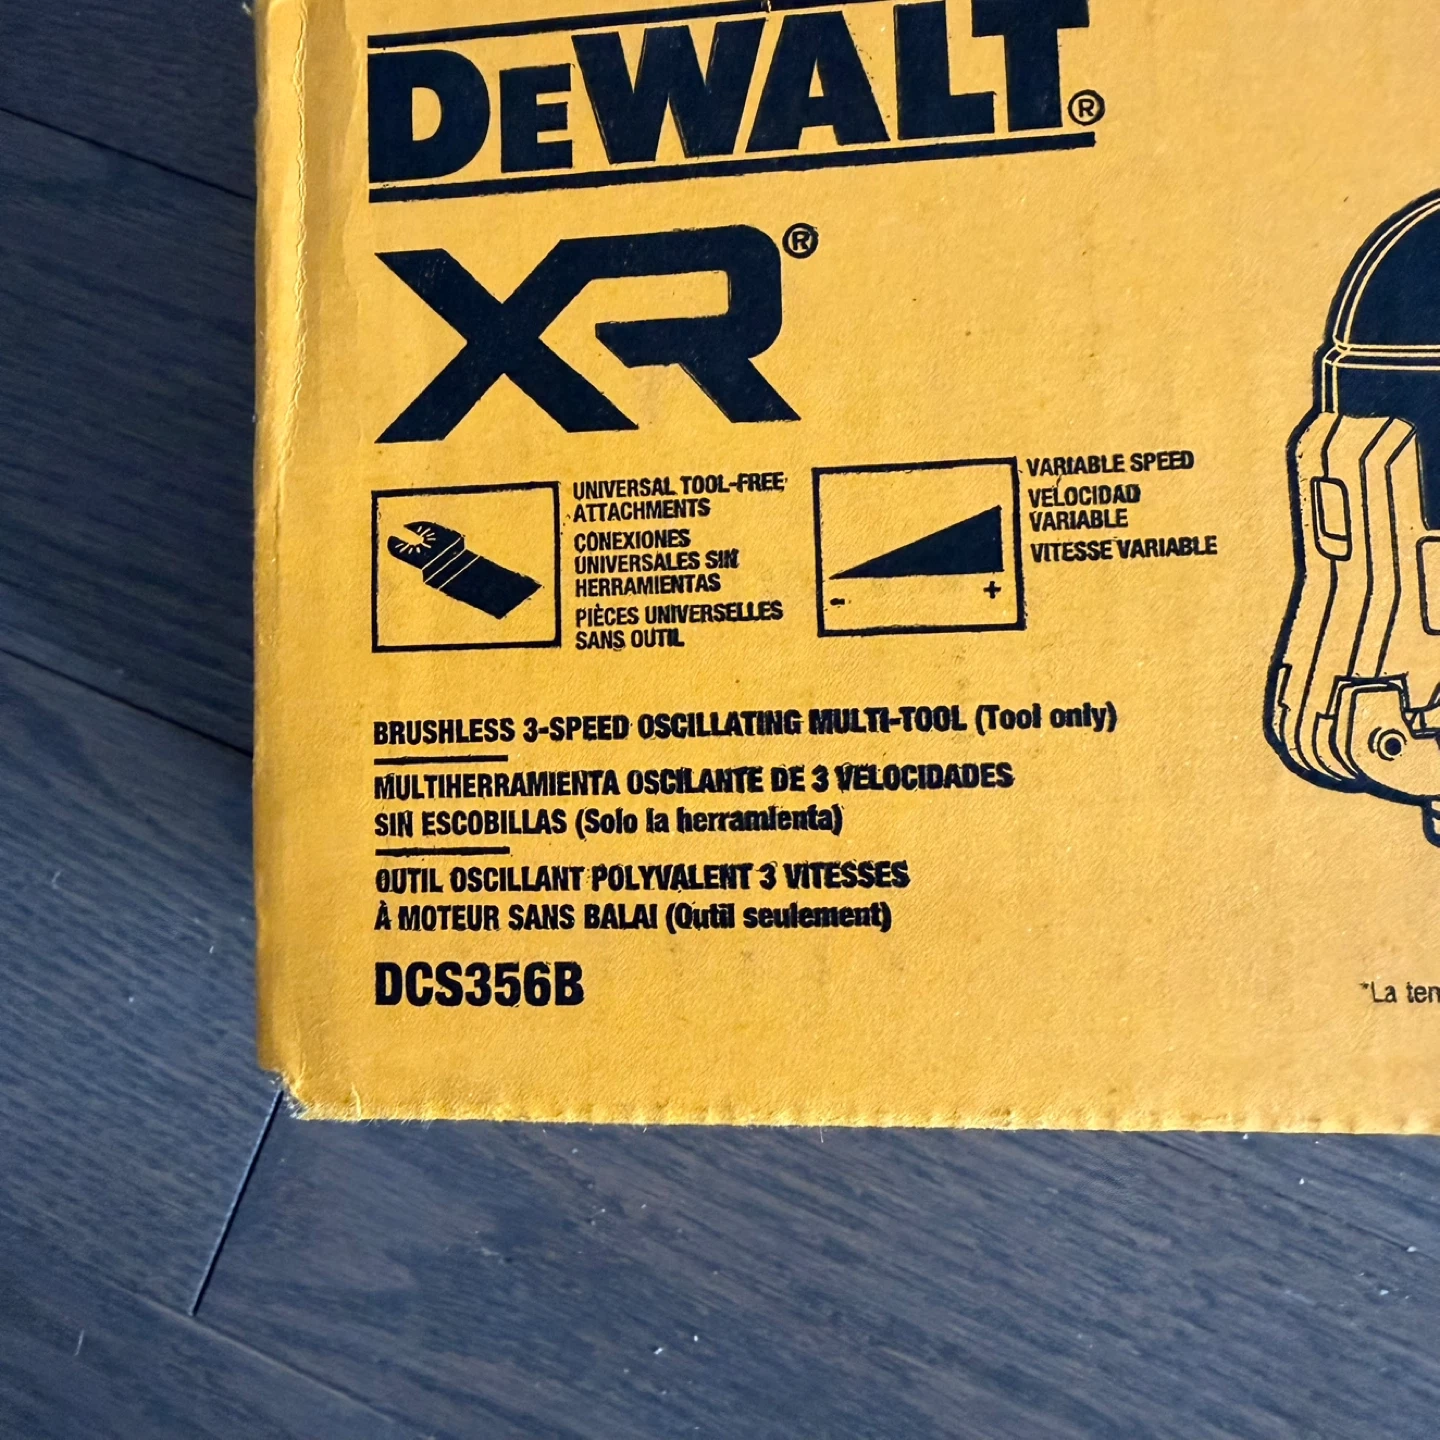 DEWALT®
XR®
UNIVERSAL TOOL-FREE
ATTACHMENTS
CONEXIONES
UNIVERSALES SIN
HERRAMIENTAS
PIÈCES UNIVERSELLES
SANS OUTIL
VARIABLE SPEED
VELOCIDAD
VARIABLE
VITESSE VARIABLE
- +
BRUSHLESS 3-SPEED OSCILLATING MULTI-TOOL (Tool only)
MULTIHERRAMIENTA OSCILANTE DE 3 VELOCIDADES
SIN ESCOBILLAS (Solo la herramienta)
OUTIL OSCILLANT POLYVALENT 3 VITESSES
À MOTEUR SANS BALAI (Outil seulement)
DCS356B
*La